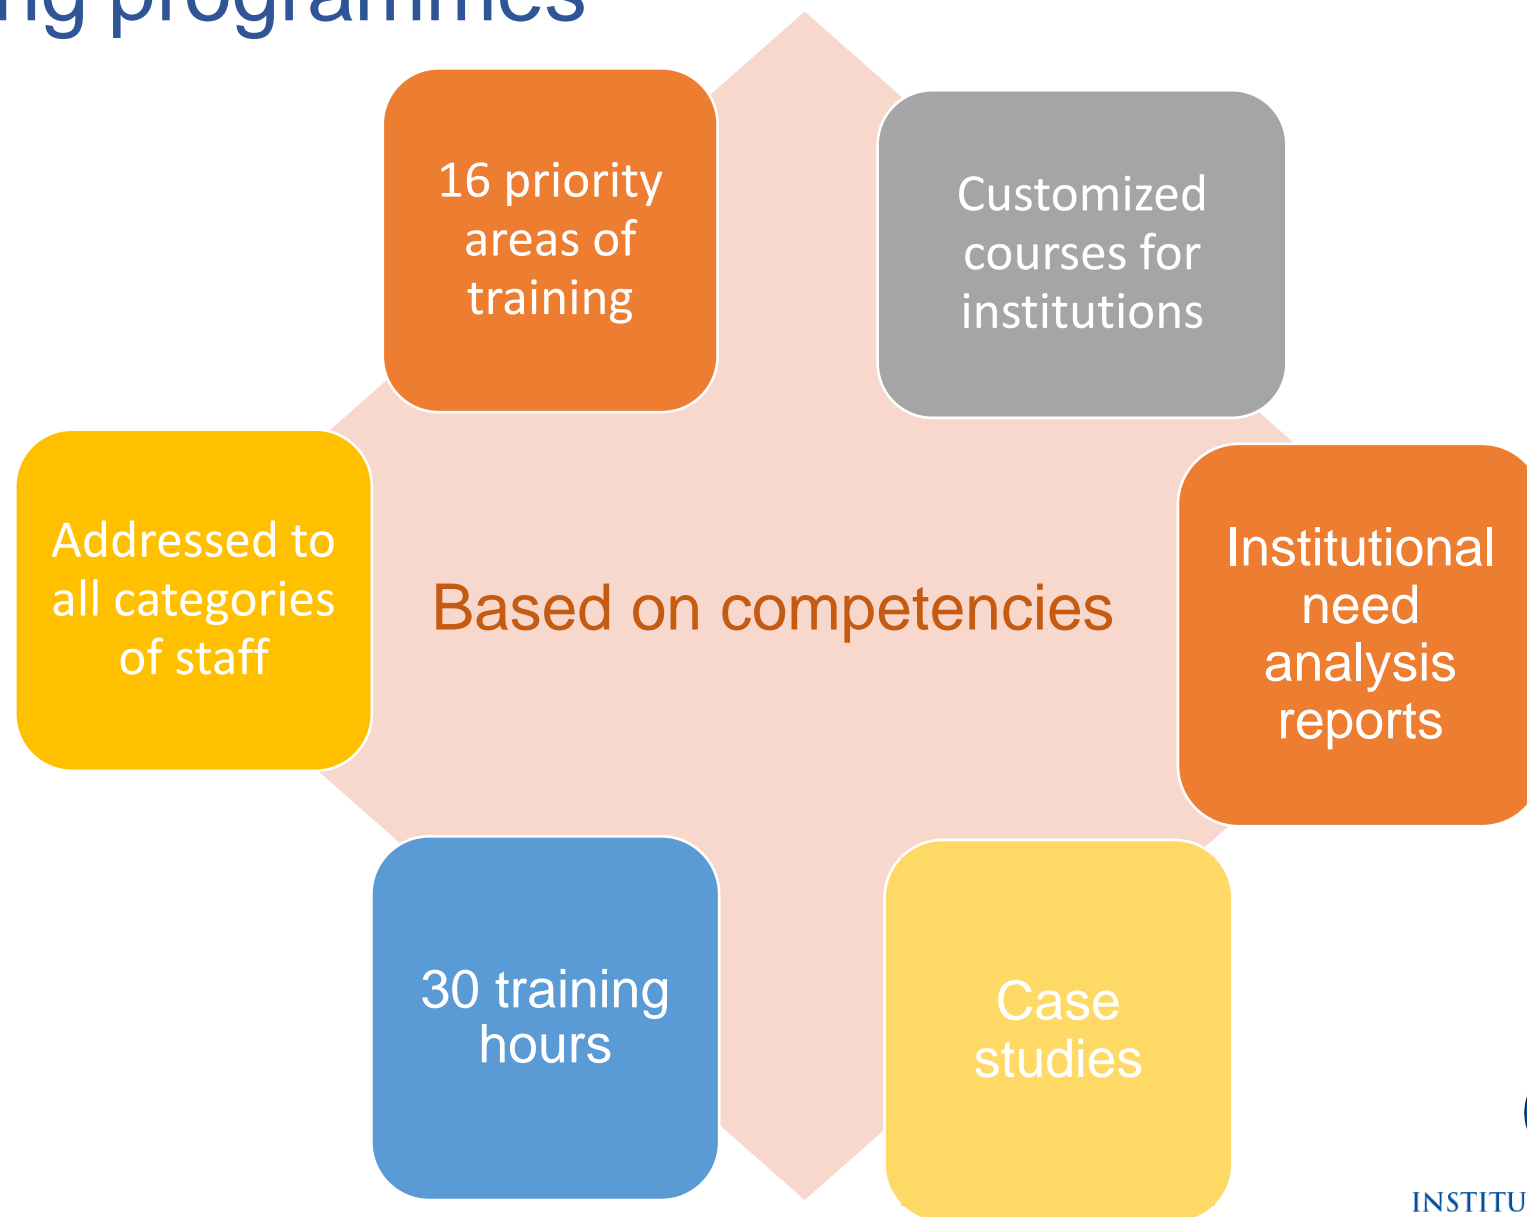 ng programmes
16 priority
areas of
training
Customized
courses for
institutions
Addressed to
all categories
of staff
Based on competencies
Institutional
need
analysis
reports
30 training
hours
Case
studies
INSTITU